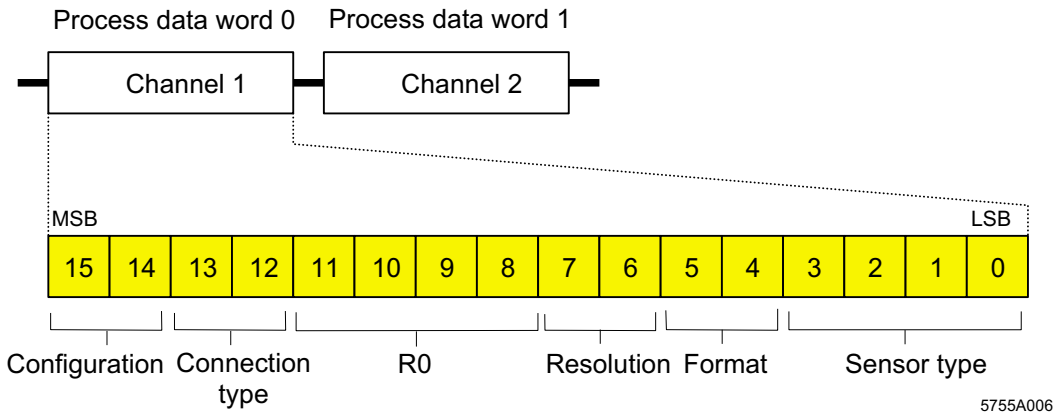 Process data word 0 Process data word 1
Channel 1 Channel 2
MSB LSB
15 14 13 12 11 10 9 8 7 6 5 4 3 2 1 0
Configuration Connection type R0 Resolution Format Sensor type
5755A006